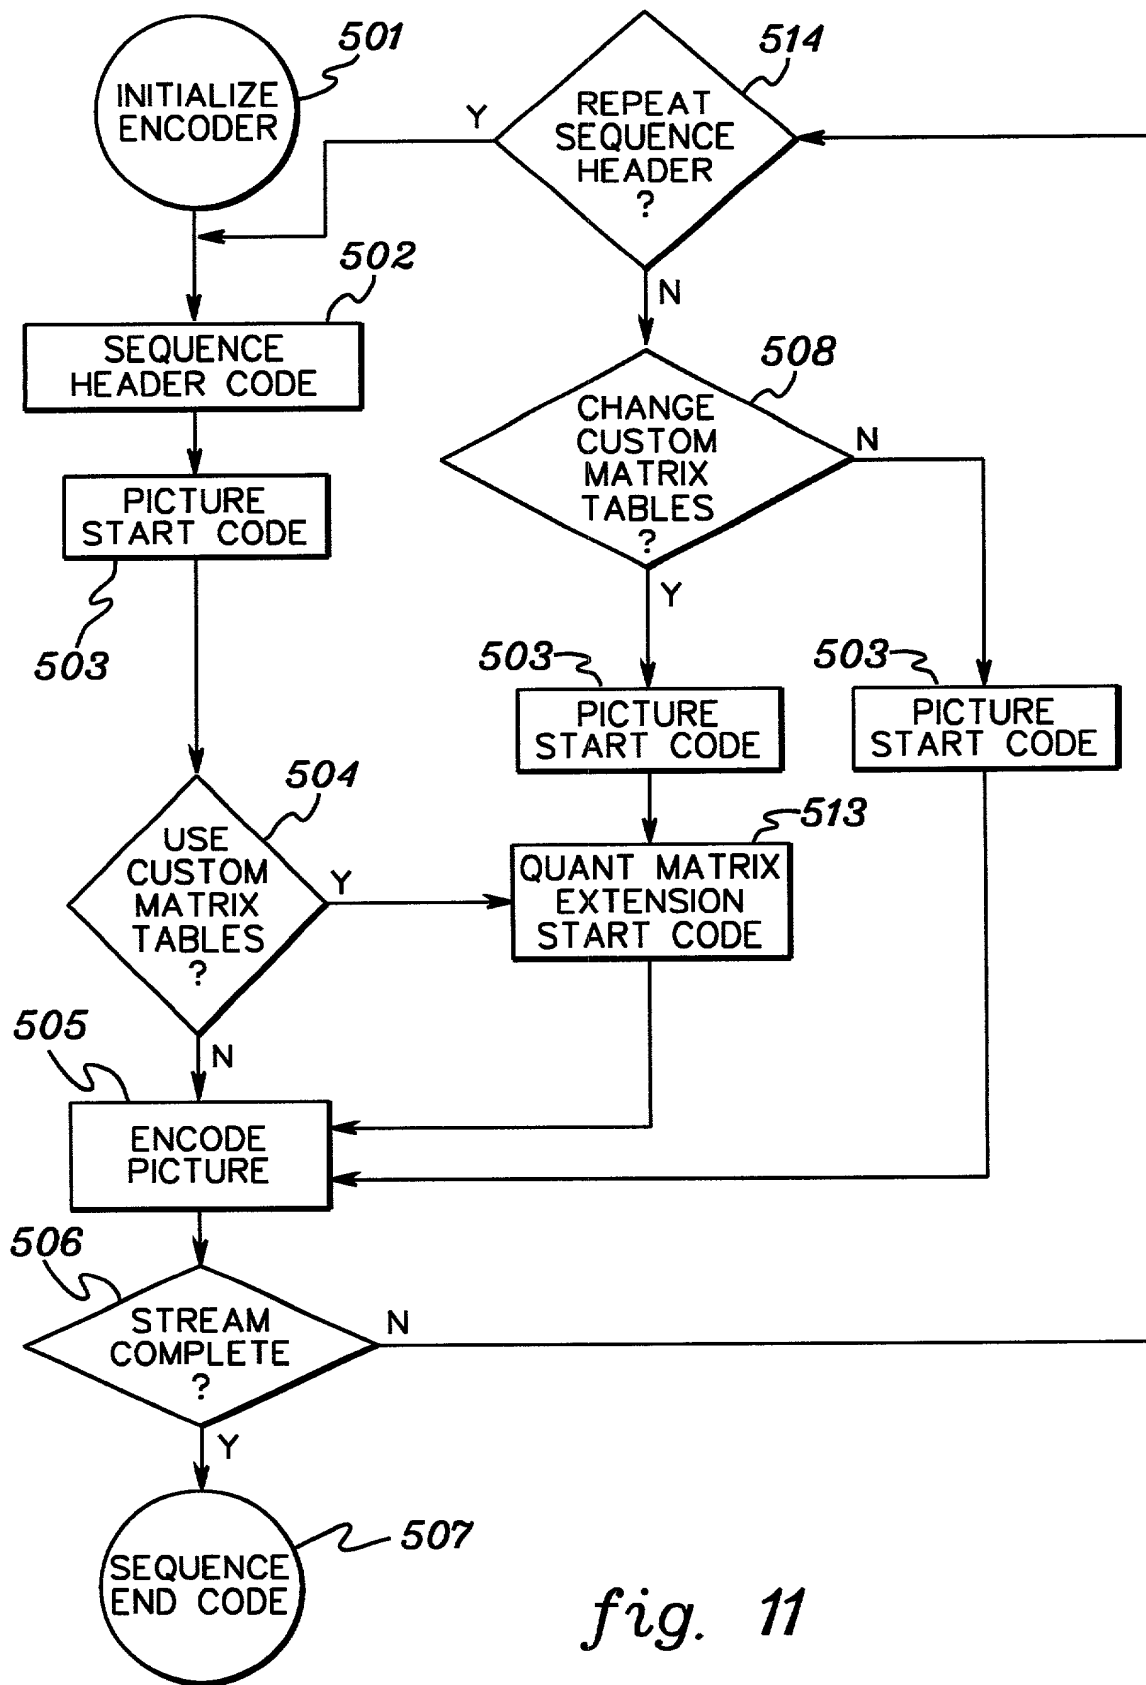 501
INITIALIZE
ENCODER
514
REPEAT
SEQUENCE
HEADER
?
Y
N
502
SEQUENCE
HEADER CODE
508
CHANGE
CUSTOM
MATRIX
TABLES
?
N
Y
PICTURE
START CODE
503
503
PICTURE
START CODE
503
PICTURE
START CODE
504
USE
CUSTOM
MATRIX
TABLES
?
Y
N
513
QUANT MATRIX
EXTENSION
START CODE
505
ENCODE
PICTURE
506
STREAM
COMPLETE
?
N
Y
507
SEQUENCE
END CODE
fig. 11